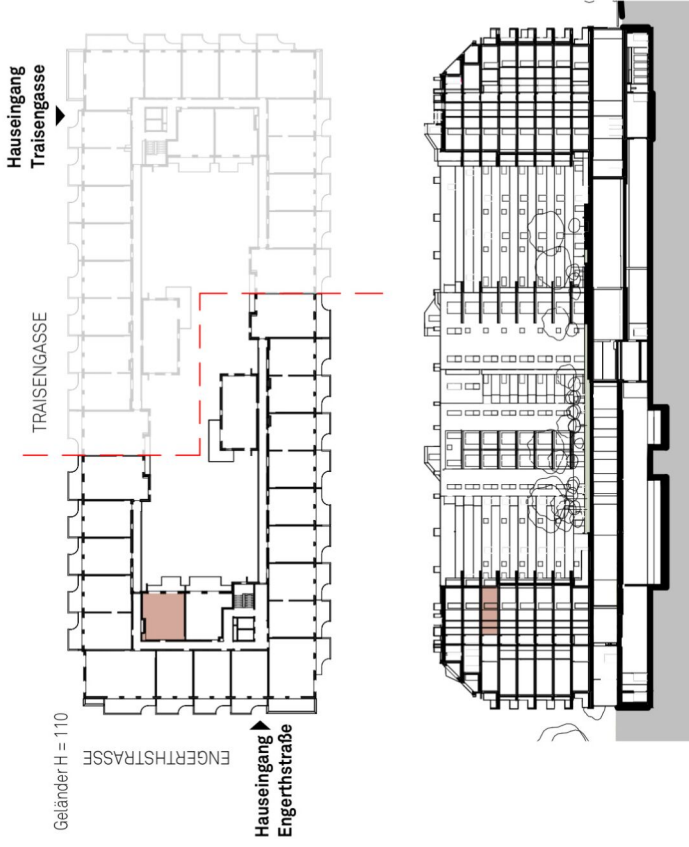 Hauseingang
Traisengasse
TRAISENGASSE
Geländer H = 110
ENGERTHSTRASSE
Hauseingang
Engerthstraße